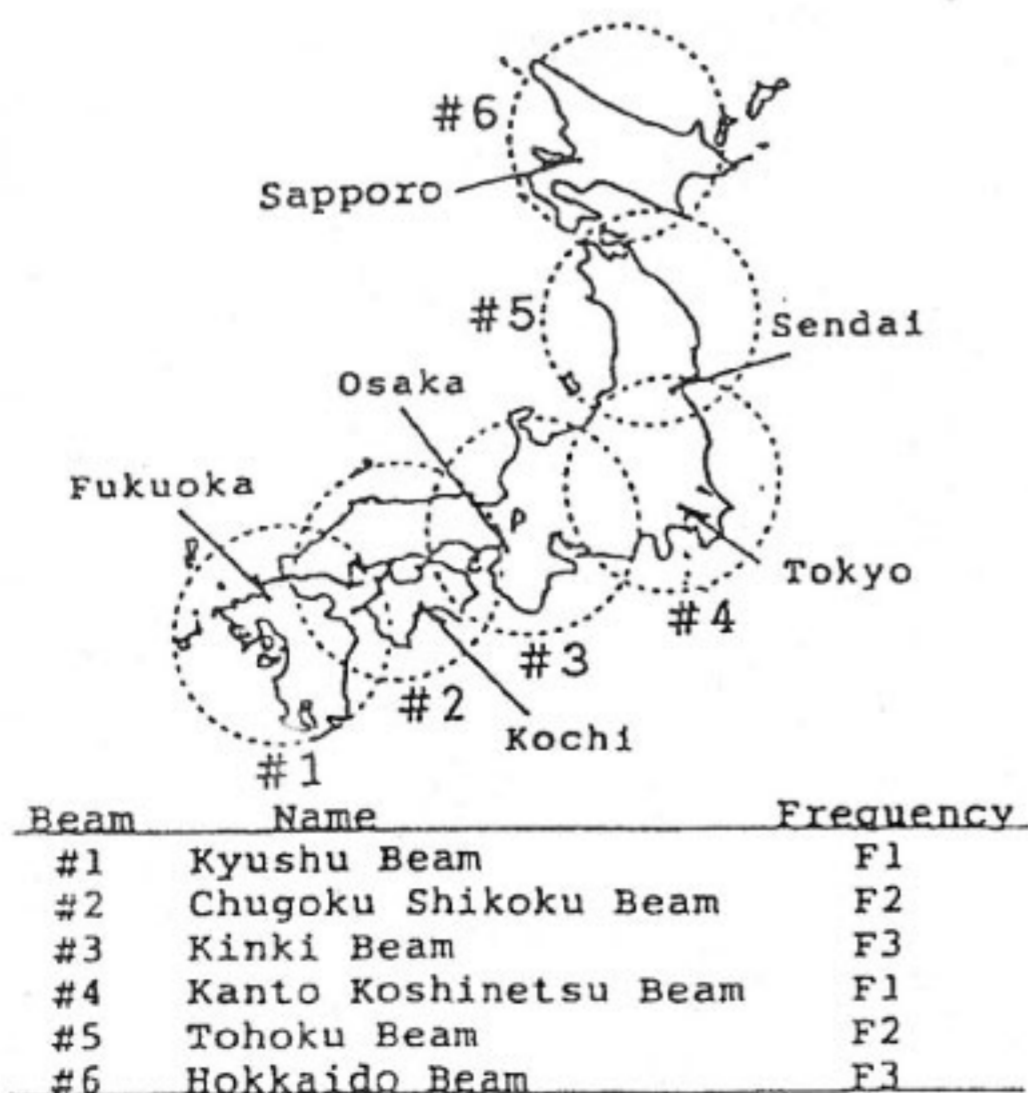 #6
Sapporo
#5
Sendai
Osaka
Fukuoka
Tokyo
#4
#3
#2
Kochi
#1
Beam Name Frequency
#1 Kyushu Beam F1
#2 Chugoku Shikoku Beam F2
#3 Kinki Beam F3
#4 Kanto Koshinetsu Beam F1
#5 Tohoku Beam F2
#6 Hokkaido Beam F3